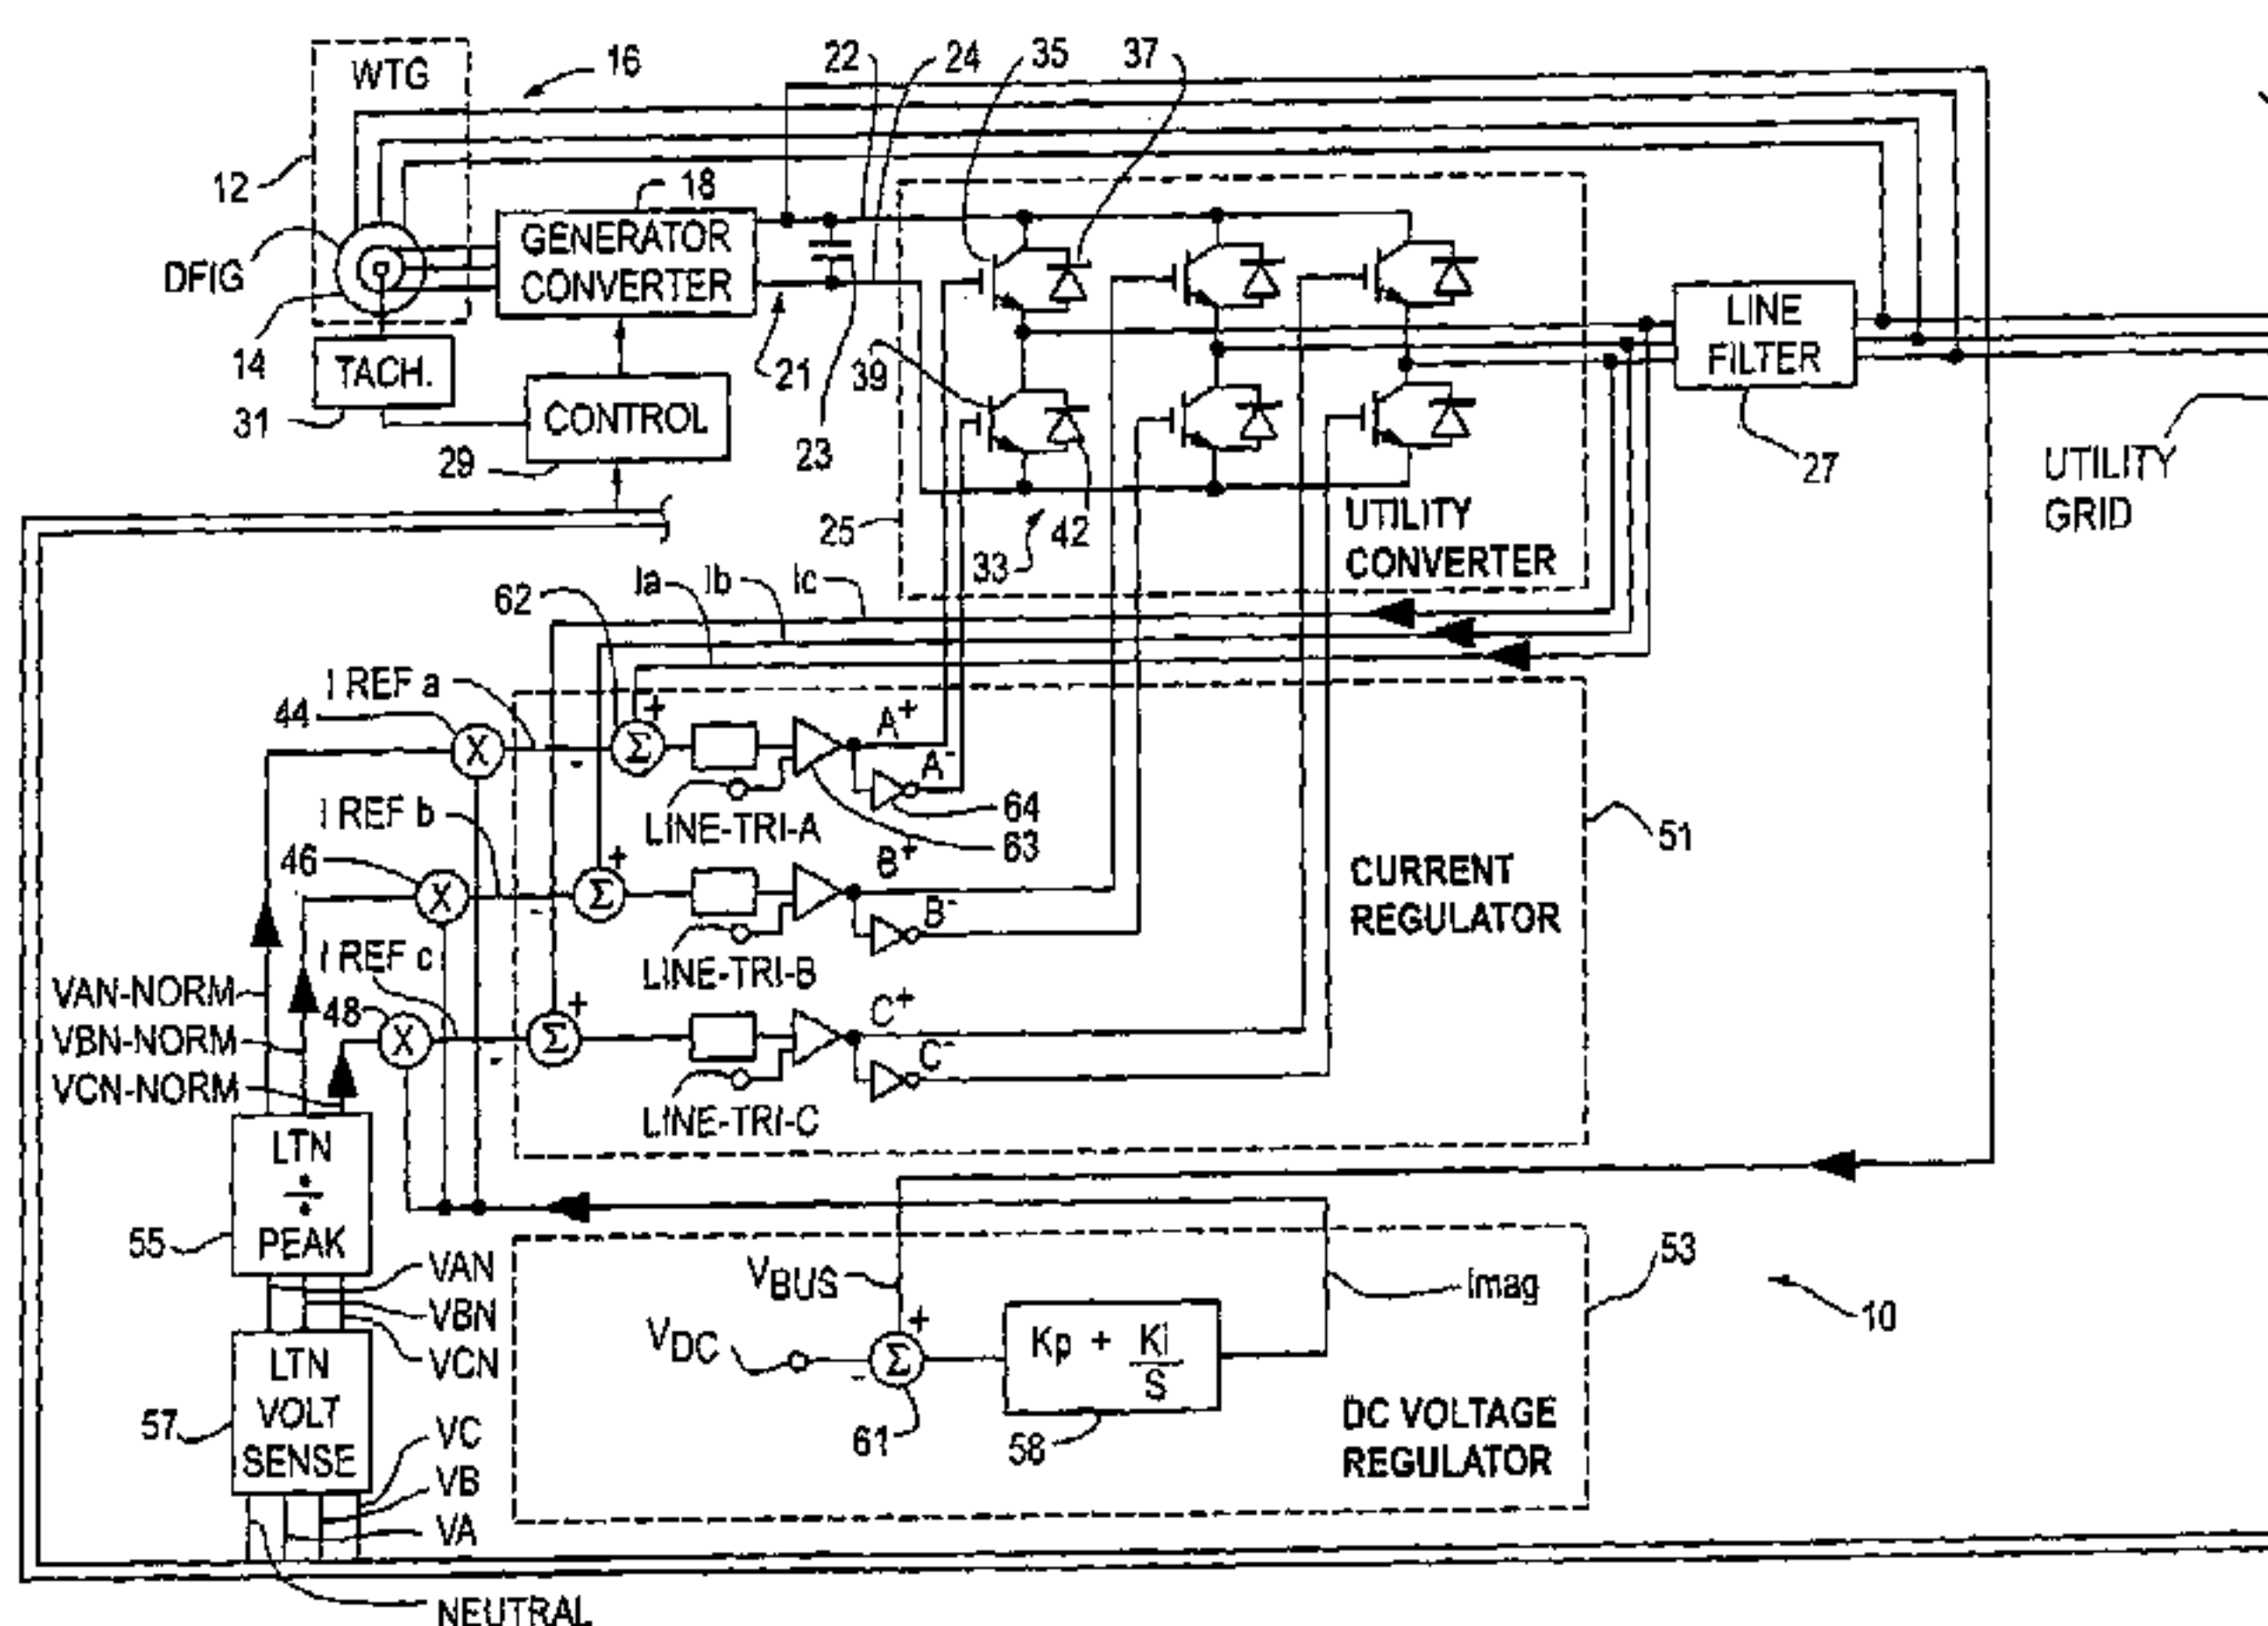 WTG
16
22
24
35
37
12
18
DFIG
GENERATOR
CONVERTER
14
TACH.
31
CONTROL
29
21
23
39
LINE
FILTER
27
UTILITY
GRID
25
33
42
UTILITY
CONVERTER
62
Ia
Ib
Ic
I REF a
44
+
Σ
-
X
A+
A-
64
63
LINE-TRI-A
51
I REF b
46
X
+
Σ
-
B+
B-
LINE-TRI-B
CURRENT
REGULATOR
I REF c
48
X
+
Σ
-
C+
C-
LINE-TRI-C
VAN-NORM
VBN-NORM
VCN-NORM
LTN
÷
PEAK
55
VAN
VBN
VCN
LTN
VOLT
SENSE
57
VC
VB
VA
NEUTRAL
VBUS
VDC
+
Σ
-
61
Kp + Ki
S
58
Imag
53
10
DC VOLTAGE
REGULATOR